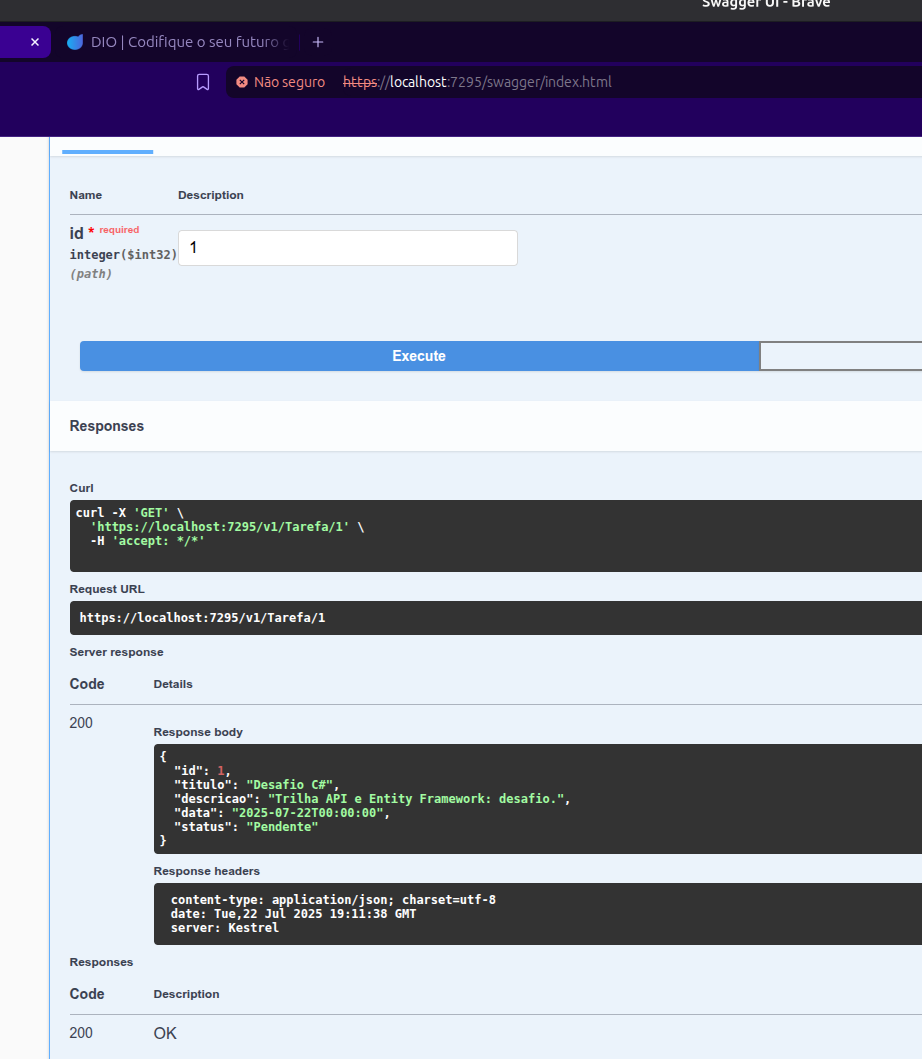 Swagger UI - Brave
DIO | Codifique o seu futuro
Não seguro https://localhost:7295/swagger/index.html
Name Description
id * required
integer($int32)
(path)
1
Execute
Responses
Curl
curl -X 'GET' \
'https://localhost:7295/v1/Tarefa/1' \
-H 'accept: */*'
Request URL
https://localhost:7295/v1/Tarefa/1
Server response
Code Details
200
Response body
{
"id": 1,
"titulo": "Desafio C#",
"descricao": "Trilha API e Entity Framework: desafio.",
"data": "2025-07-22T00:00:00",
"status": "Pendente"
}
Response headers
content-type: application/json; charset=utf-8
date: Tue,22 Jul 2025 19:11:38 GMT
server: Kestrel
Responses
Code Description
200 OK